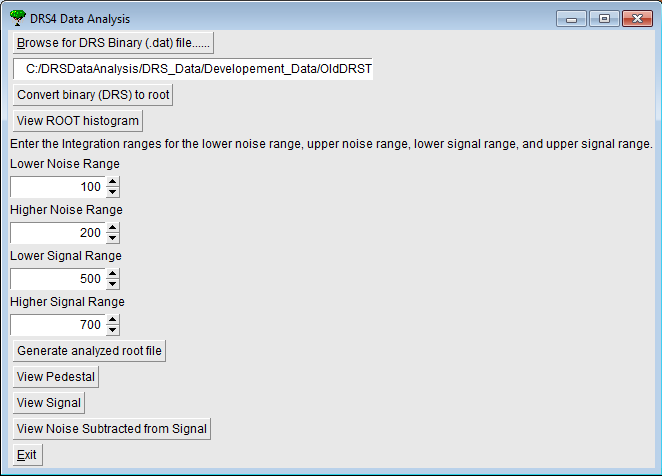 DRS4 Data Analysis
Browse for DRS Binary (.dat) file......
C:/DRSDataAnalysis/DRS_Data/Developement_Data/OldDRST
Convert binary (DRS) to root
View ROOT histogram
Enter the Integration ranges for the lower noise range, upper noise range, lower signal range, and upper signal range.
Lower Noise Range
100
Higher Noise Range
200
Lower Signal Range
500
Higher Signal Range
700
Generate analyzed root file
View Pedestal
View Signal
View Noise Subtracted from Signal
Exit